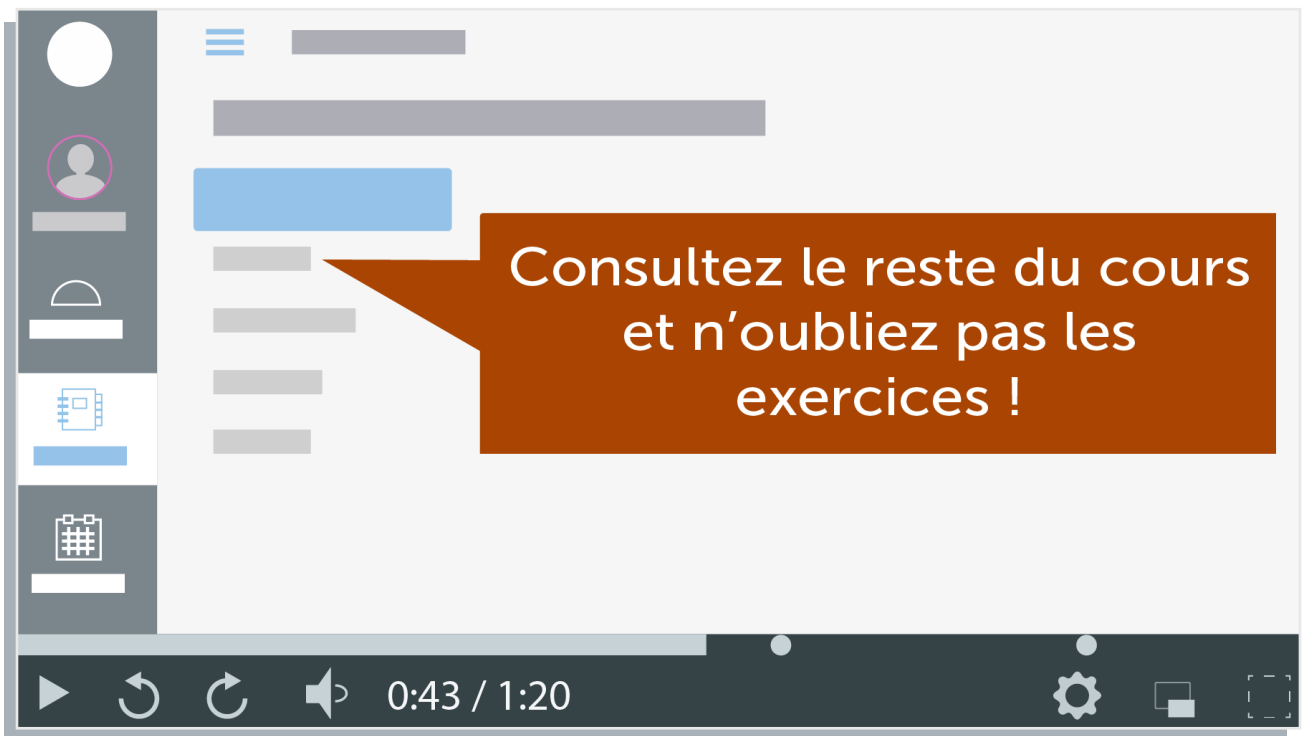 Consultez le reste du cours
et n’oubliez pas les
exercices !
0:43 / 1:20